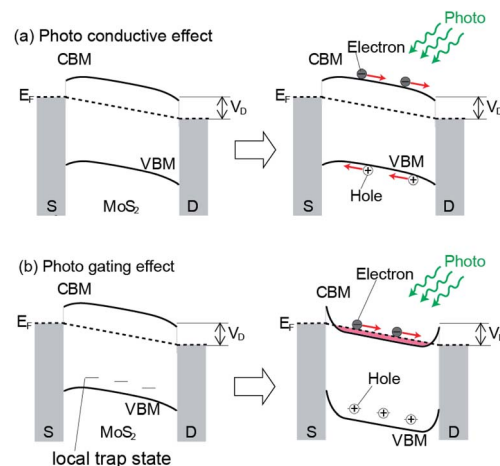 (a) Photo conductive effect
CBM
E_F
V_D
VBM
S
MoS₂
D
Photo
Electron
CBM
E_F
V_D
VBM
Hole
S
D
(b) Photo gating effect
CBM
E_F
V_D
VBM
S
MoS₂
D
local trap state
Photo
Electron
CBM
E_F
V_D
Hole
VBM
S
D